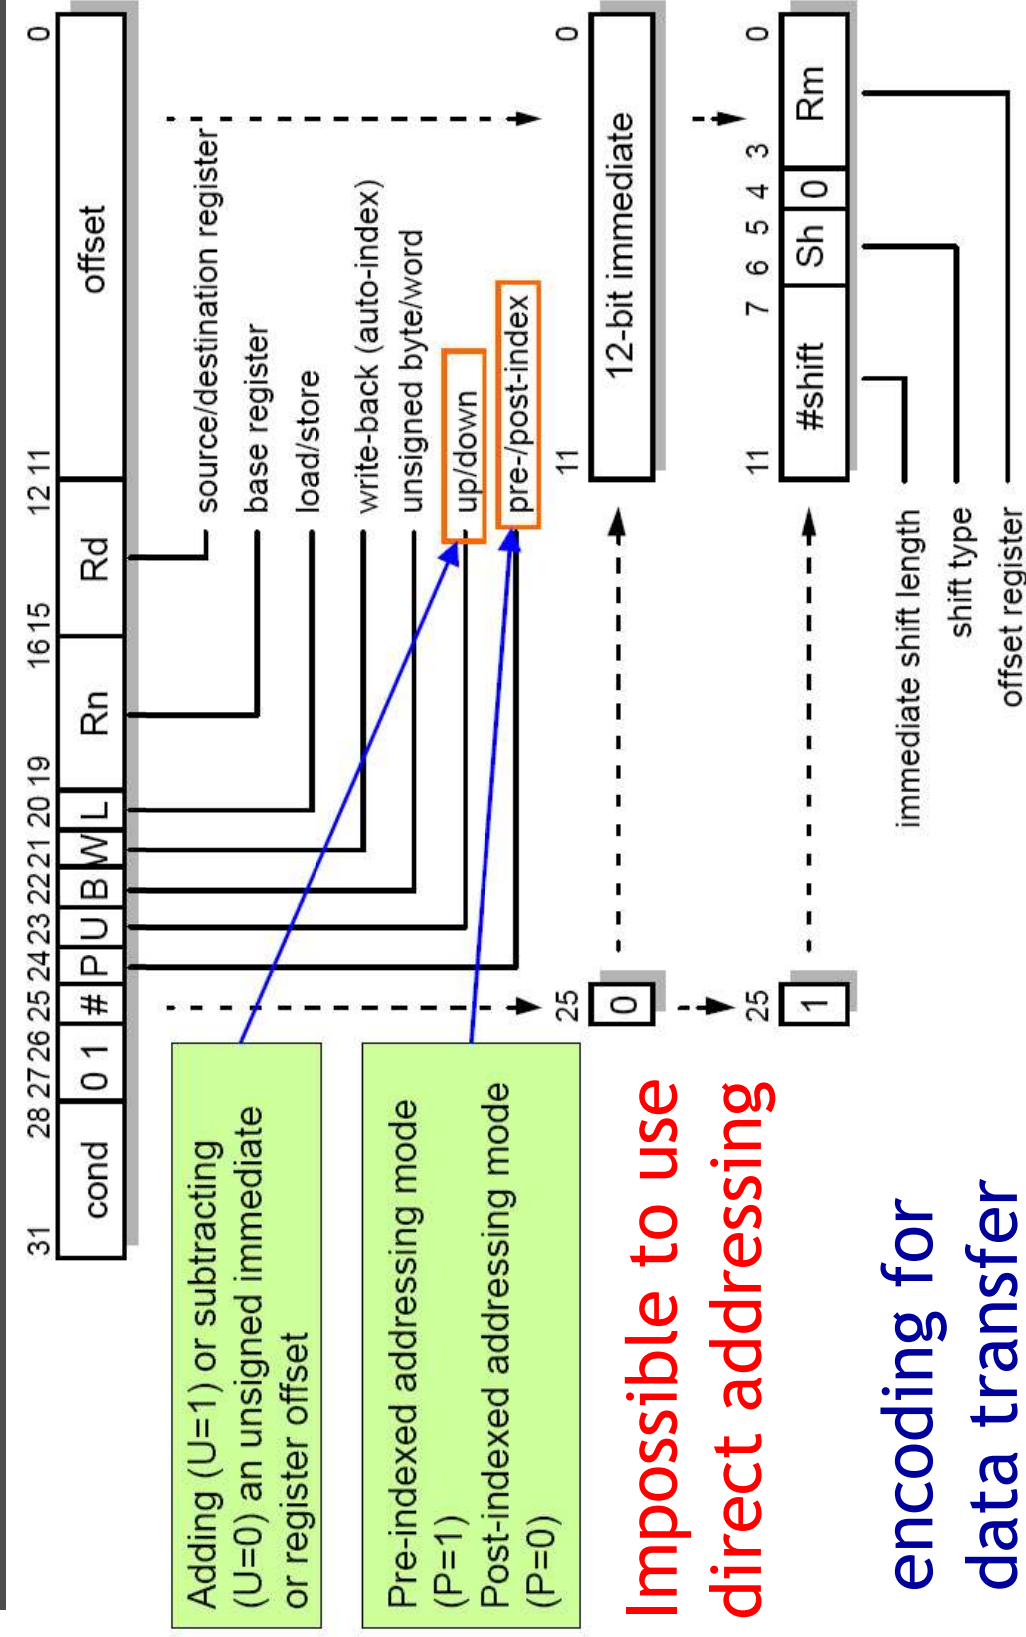 31 28 27 26 25 24 23 22 21 20 19 16 15 12 11 0
cond 0 1 # P U B W L Rn Rd offset
source/destination register
base register
load/store
write-back (auto-index)
unsigned byte/word
up/down
pre-/post-index
Adding (U=1) or subtracting
(U=0) an unsigned immediate
or register offset
Pre-indexed addressing mode
(P=1)
Post-indexed addressing mode
(P=0)
25 11 0
0 12-bit immediate
Impossible to use
direct addressing
25 11 7 6 5 4 3 0
1 #shift Sh 0 Rm
immediate shift length
shift type
offset register
encoding for
data transfer